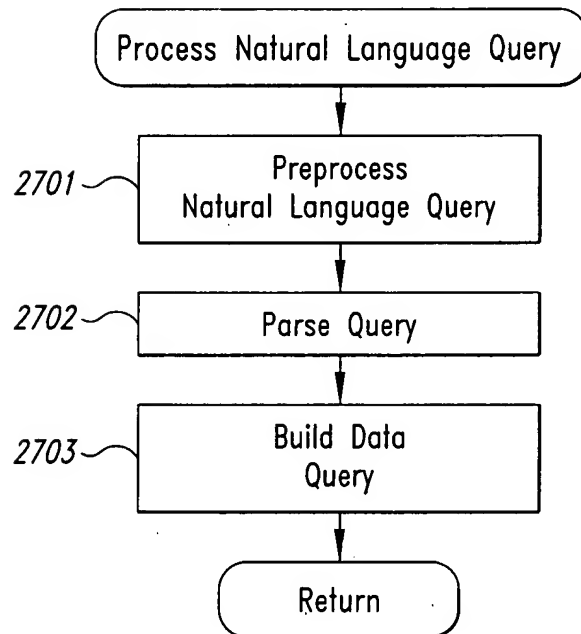 Process Natural Language Query
2701
Preprocess
Natural Language Query
2702
Parse Query
2703
Build Data
Query
Return